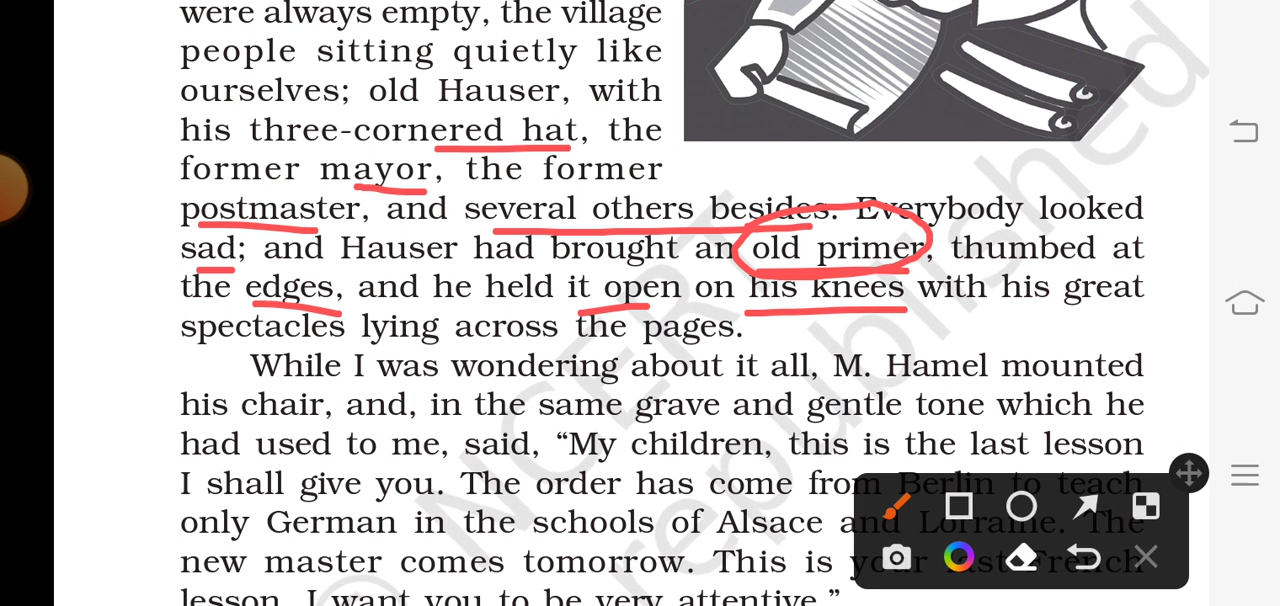 were always empty, the village
people sitting quietly like
ourselves; old Hauser, with
his three-cornered hat, the
former mayor, the former
postmaster, and several others besides. Everybody looked
sad; and Hauser had brought an old primer, thumbed at
the edges, and he held it open on his knees with his great
spectacles lying across the pages.
While I was wondering about it all, M. Hamel mounted
his chair, and, in the same grave and gentle tone which he
had used to me, said, “My children, this is the last lesson
I shall give you. The order has come from Berlin to teach
only German in the schools of Alsace and Lorraine. The
new master comes tomorrow. This is your last French
lesson. I want you to be very attentive.”
© NCERT
republished